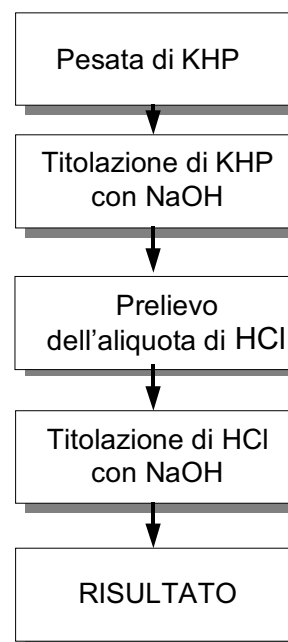 Pesata di KHP
Titolazione di KHP
con NaOH
Prelievo
dell'aliquota di HCl
Titolazione di HCl
con NaOH
RISULTATO